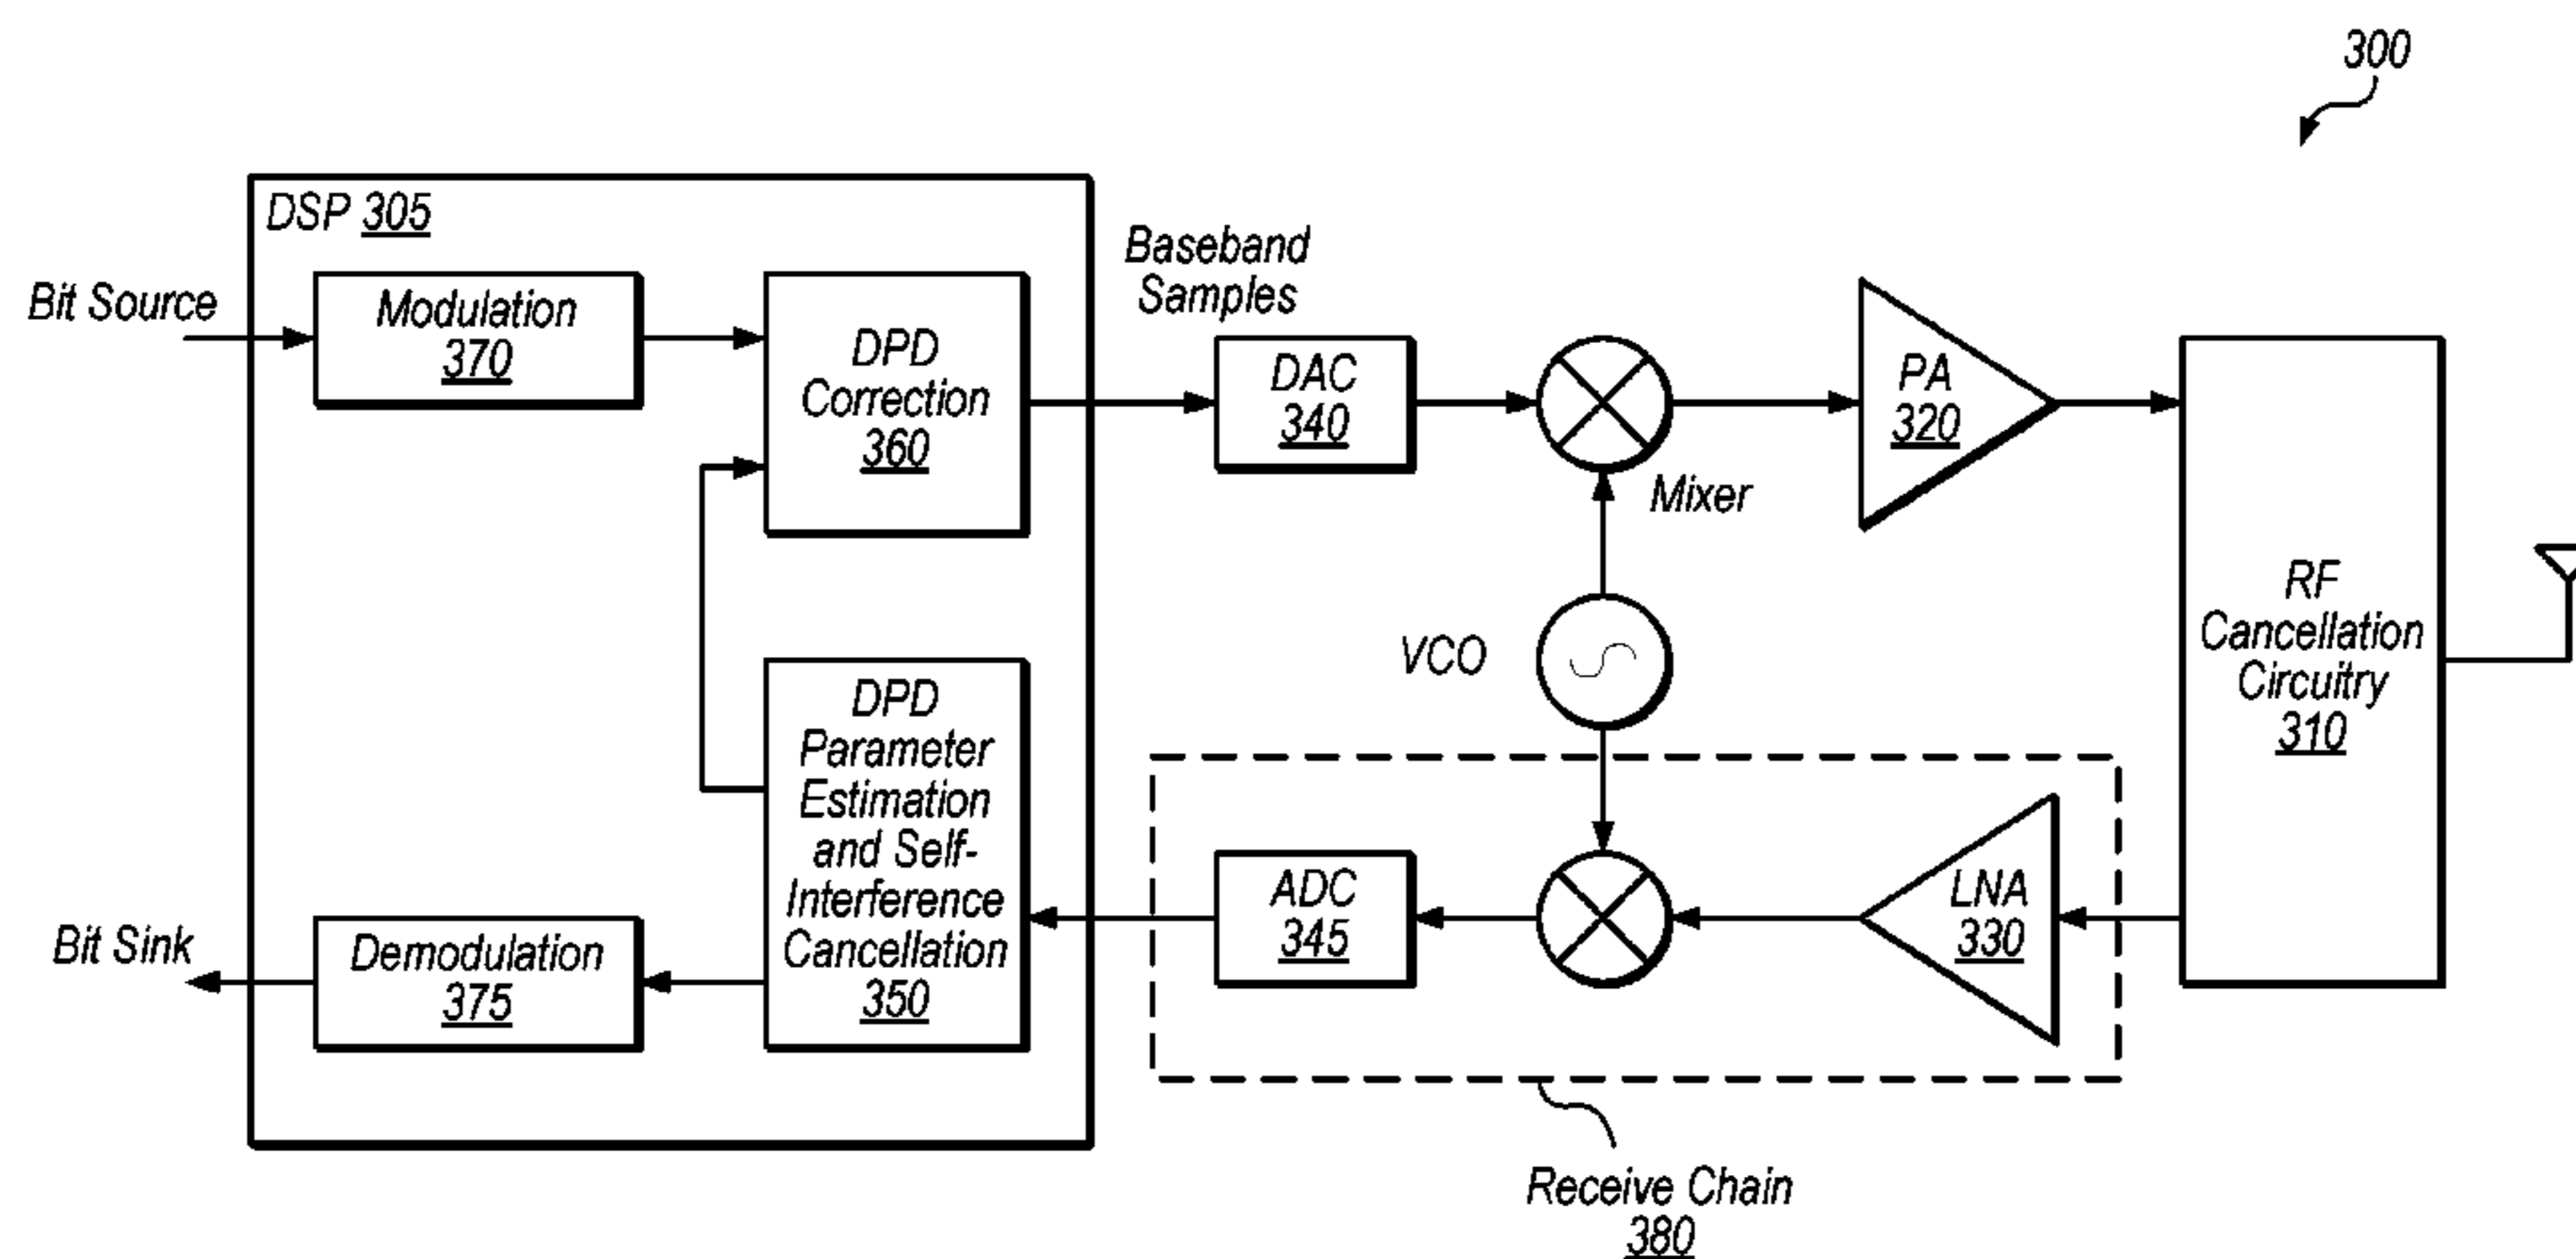 300
DSP 305
Bit Source
Modulation
370
DPD
Correction
360
Baseband
Samples
DAC
340
Mixer
PA
320
RF
Cancellation
Circuitry
310
VCO
DPD
Parameter
Estimation
and Self-
Interference
Cancellation
350
Bit Sink
Demodulation
375
ADC
345
LNA
330
Receive Chain
380